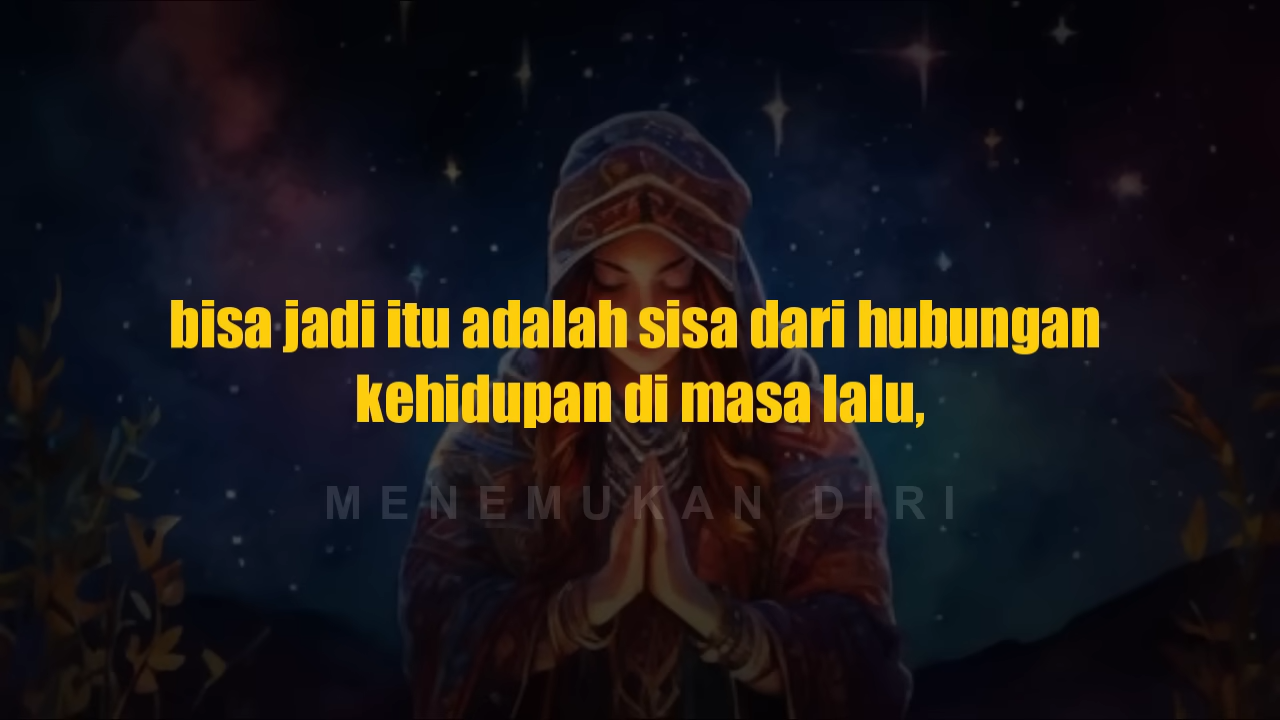 bisa jadi itu adalah sisa dari hubungan
kehidupan di masa lalu,
MENEMUKAN DIRI